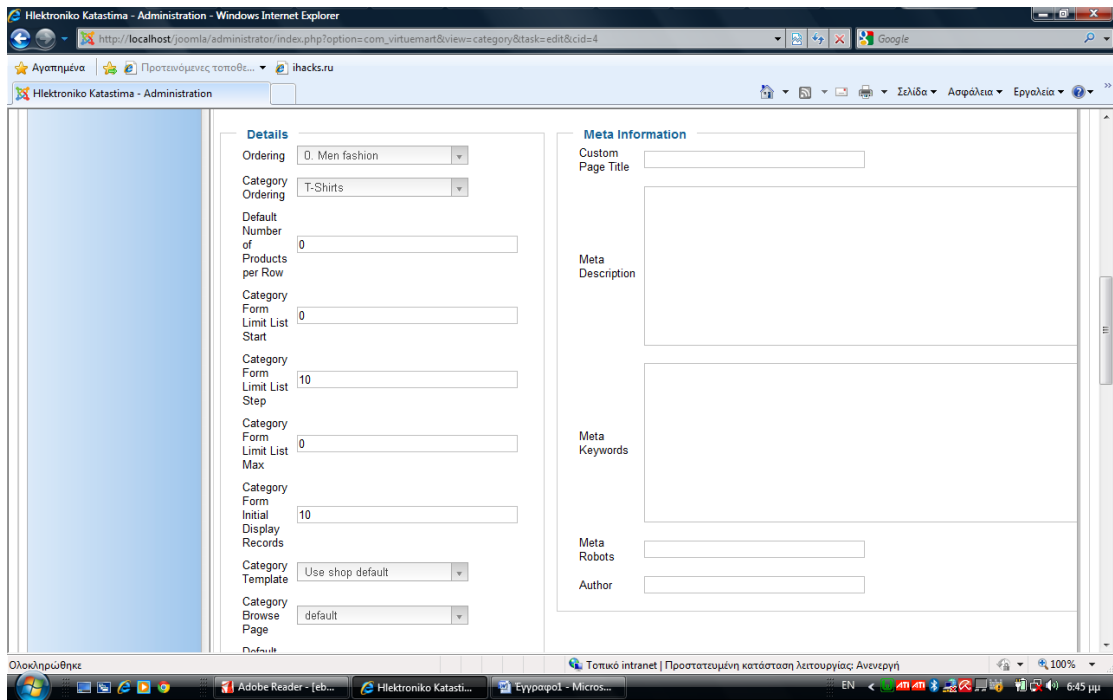 Hlektroniko Katastima - Administration - Windows Internet Explorer
http://localhost/joomla/administrator/index.php?option=com_virtuemart&view=category&task=edit&cid=4
Google
Αγαπημένα
Προτεινόμενες τοποθε...
ihacks.ru
Hlektroniko Katastima - Administration
Σελίδα
Ασφάλεια
Εργαλεία
Details
Ordering
0. Men fashion
Category
Ordering
T-Shirts
Default
Number
of
Products
per Row
0
Category
Form
Limit List
Start
0
Category
Form
Limit List
Step
10
Category
Form
Limit List
Max
0
Category
Form
Initial
Display
Records
10
Category
Template
Use shop default
Category
Browse
Page
default
Default
Meta Information
Custom
Page Title
Meta
Description
Meta
Keywords
Meta
Robots
Author
Ολοκληρώθηκε
Τοπικό intranet | Προστατευμένη κατάσταση λειτουργίας: Ανενεργή
100%
Adobe Reader - [eb...
Hlektroniko Katasti...
Έγγραφο1 - Micros...
EN
6:45 μμ